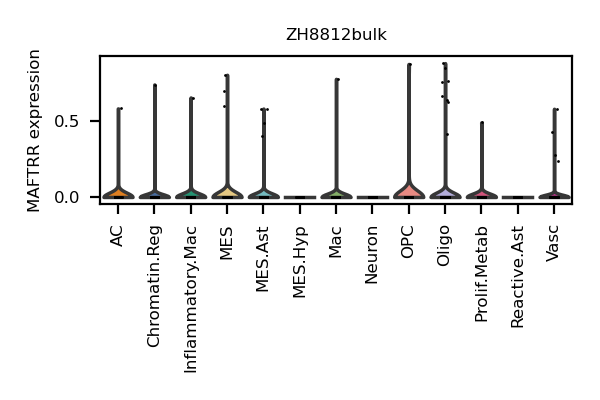 ZH8812bulk
MAFTRR expression
0.5
0.0
AC
Chromatin.Reg
Inflammatory.Mac
MES
MES.Ast
MES.Hyp
Mac
Neuron
OPC
Oligo
Prolif.Metab
Reactive.Ast
Vasc